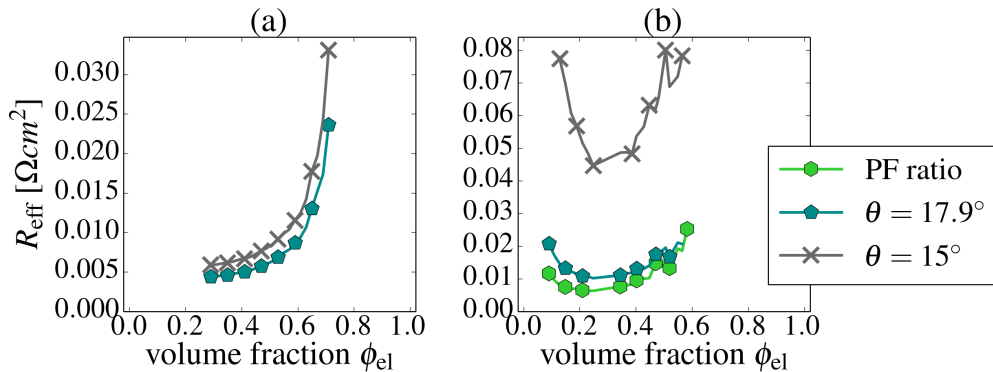 (a)
(b)
R_eff [Ωcm²]
0.030
0.025
0.020
0.015
0.010
0.005
0.000
0.0 0.2 0.4 0.6 0.8 1.0
volume fraction ϕ_el
0.08
0.07
0.06
0.05
0.04
0.03
0.02
0.01
0.00
0.0 0.2 0.4 0.6 0.8 1.0
volume fraction ϕ_el
PF ratio
θ = 17.9°
θ = 15°